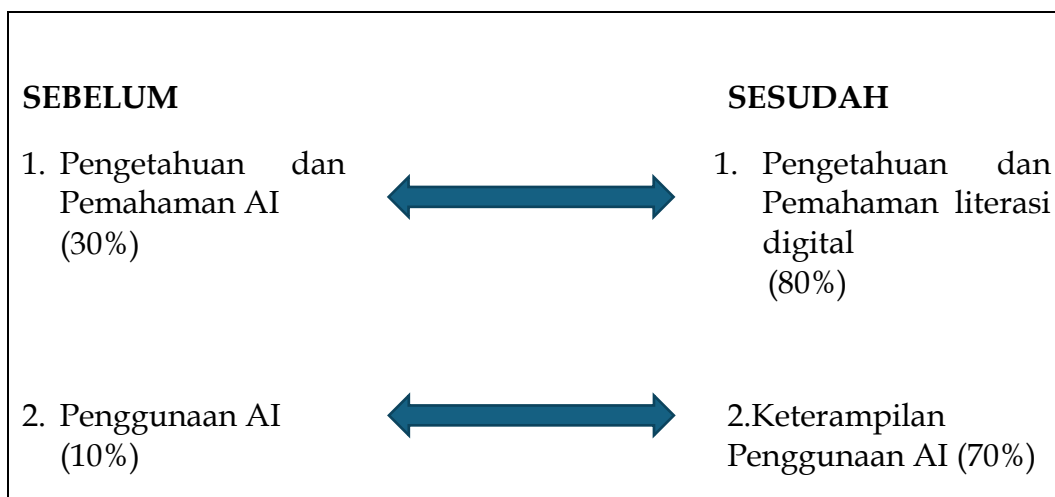 SEBELUM
1. Pengetahuan dan
Pemahaman AI
(30%)
2. Penggunaan AI
(10%)
SESUDAH
1. Pengetahuan dan
Pemahaman literasi
digital
(80%)
2.Keterampilan
Penggunaan AI (70%)